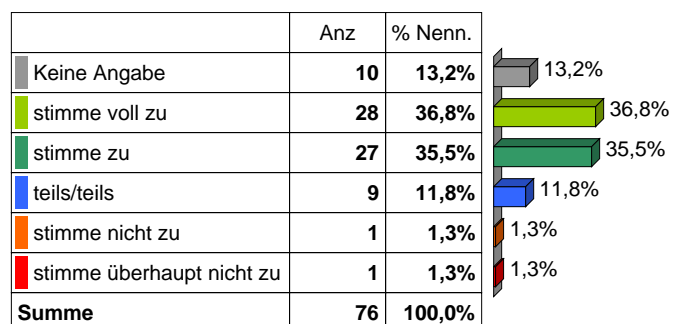 Anz % Nenn.
Keine Angabe 10 13,2% 13,2%
stimme voll zu 28 36,8% 36,8%
stimme zu 27 35,5% 35,5%
teils/teils 9 11,8% 11,8%
stimme nicht zu 1 1,3% 1,3%
stimme überhaupt nicht zu 1 1,3% 1,3%
Summe 76 100,0%